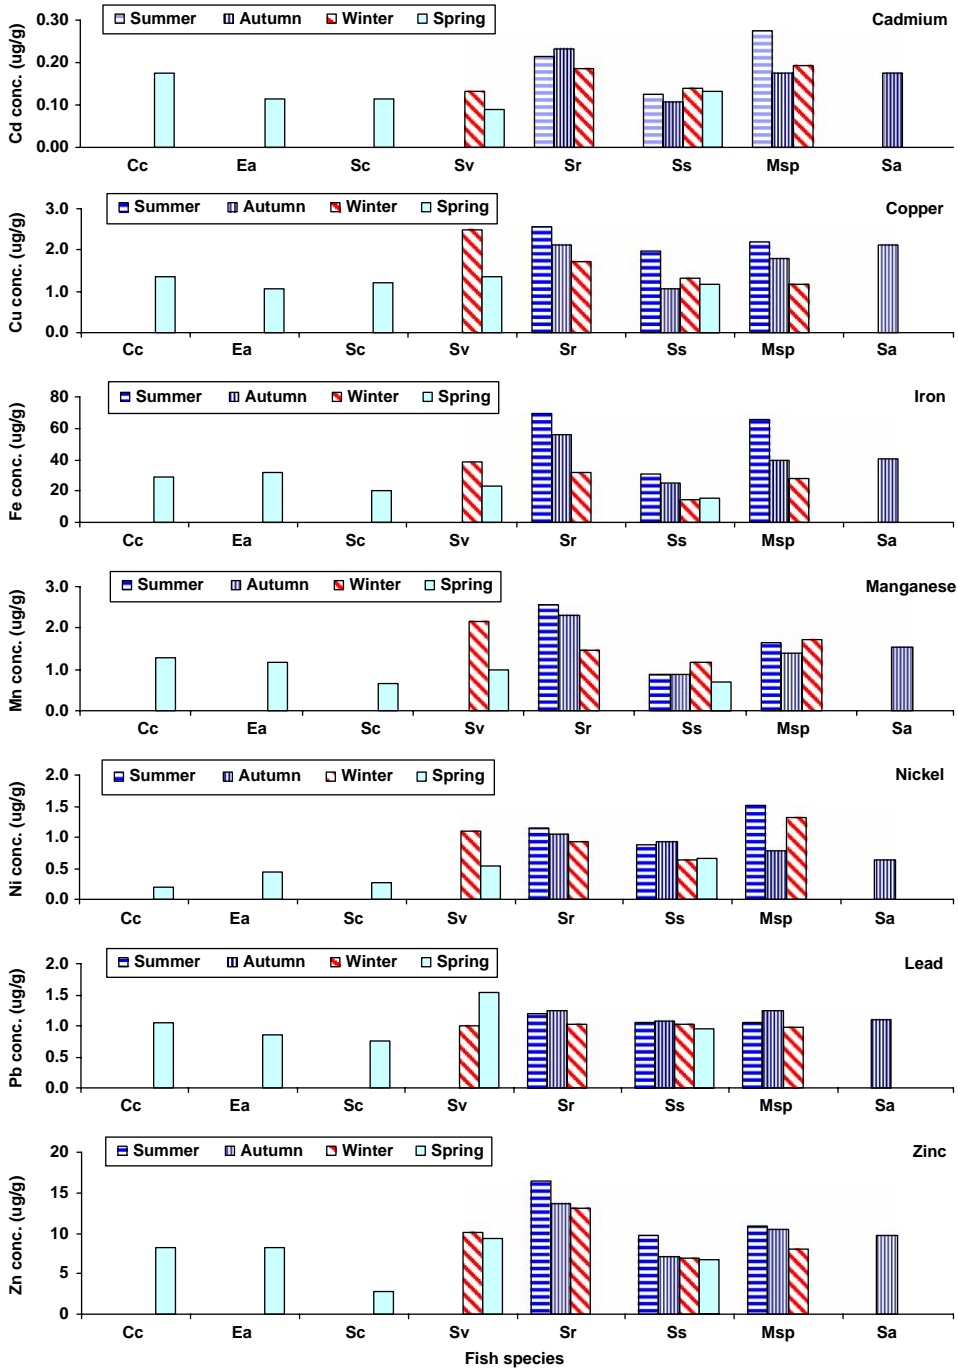 Summer Autumn Winter Spring Cadmium
Cd conc. (ug/g)
0.30
0.20
0.10
0.00
Cc Ea Sc Sv Sr Ss Msp Sa
Summer Autumn Winter Spring Copper
Cu conc. (ug/g)
3.0
2.0
1.0
0.0
Cc Ea Sc Sv Sr Ss Msp Sa
Summer Autumn Winter Spring Iron
Fe conc. (ug/g)
80
60
40
20
0
Cc Ea Sc Sv Sr Ss Msp Sa
Summer Autumn Winter Spring Manganese
Mn conc. (ug/g)
3.0
2.0
1.0
0.0
Cc Ea Sc Sv Sr Ss Msp Sa
Summer Autumn Winter Spring Nickel
Ni conc. (ug/g)
2.0
1.5
1.0
0.5
0.0
Cc Ea Sc Sv Sr Ss Msp Sa
Summer Autumn Winter Spring Lead
Pb conc. (ug/g)
2.0
1.5
1.0
0.5
0.0
Cc Ea Sc Sv Sr Ss Msp Sa
Summer Autumn Winter Spring Zinc
Zn conc. (ug/g)
20
15
10
5
0
Cc Ea Sc Sv Sr Ss Msp Sa
Fish species